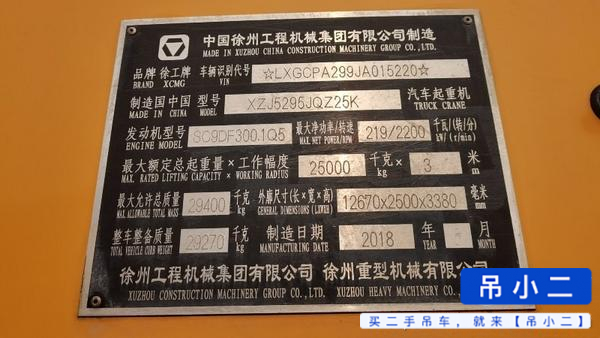 中国徐州工程机械集团有限公司制造
MADE IN XUZHOU CHINA CONSTRUCTION MACHINERY GROUP CO.,LTD.
品牌 徐工牌 车辆识别代号 ☆LXGCPA299JA015220☆
BRAND XCMG VIN
制造国 中国 型号 XZJ5295JQZ25K 汽车起重机
MADE IN CHINA MODEL TRUCK CRANE
发动机型号 SC9DF300.1Q5 最大净功率/转速 219/2200 千瓦/(转/分)
ENGINE MODEL MAX.NET POWER/RPM kW/(r/min)
最大额定总起重量×工作幅度 25000 千克× 3 米
MAX. RATED LIFTING CAPACITY × WORKING RADIUS kg m
最大允许总质量 29400 千克 外廓尺寸(长×宽×高) 12670x2500x3380 毫米
MAX. ALLOWABLE TOTAL MASS kg GENERAL DIMENSIONS (LXWXH) mm
整车整备质量 29270 千克 制造日期 2018 年 月
TOTAL VEHICLE CURB WEIGHT kg MANUFACTURING DATE YEAR MONTH
徐州工程机械集团有限公司 徐州重型机械有限公司
XUZHOU CONSTRUCTION MACHINERY GROUP CO.,LTD. XUZHOU HEAVY MACHINERY CO.,LTD.
吊小二
买二手吊车，就来【吊小二】